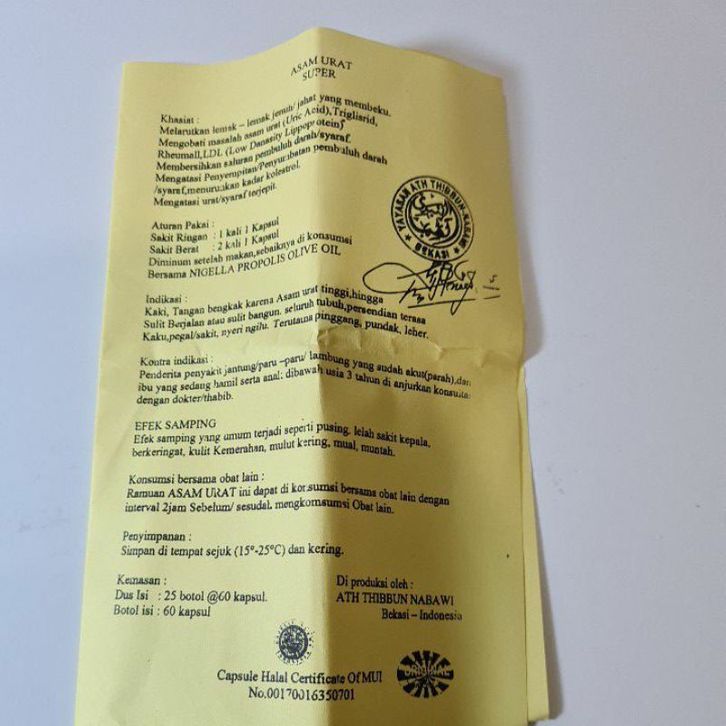 ASAM URAT
SUPER
Khasiat :
Melarutkan lemak – lemak jenuh/ jahat yang membeku.
Mengobati masalah asam urat (Uric Acid),Trigliarid,
Rheumall,LDL (Low Danasity Lippoprotein)
Membersihkan saluran pembuluh darah/syaraf.
Mengatasi Penyempitan/Penyumbatan pembuluh darah
/syaraf,menurunkan kadar kolestrol.
Mengatasi urat/syaraf terjepit.
YAYASAN ATH THIBBUN NABAWI
BEKASI
Aturan Pakai :
Sakit Ringan : 1 kali 1 Kapsul
Sakit Berat : 2 kali 1 Kapsul
Diminum setelah makan,sebaiknya di konsumsi
Bersama NIGELLA PROPOLIS OLIVE OIL
Indikasi :
Kaki, Tangan bengkak karena Asam urat tinggi,hingga
Sulit Berjalan atau sulit bangun. seluruh tubuh,persendian terasa
Kaku,pegal/sakit, nyeri ngilu. Terutama pinggang, pundak, leher.
Kontra indikasi :
Penderita penyakit jantung/paru –paru/ lambung yang sudah akut(parah),dan
ibu yang sedang hamil serta anak dibawah usia 3 tahun di anjurkan
dengan dokter/thabib.
EFEK SAMPING
Efek samping yang umum terjadi seperti pusing, lelah sakit kepala,
berkeringat, kulit Kemerahan, mulut kering, mual, muntah.
Konsumsi bersama obat lain :
Ramuan ASAM URAT ini dapat di konsumsi bersama obat lain dengan
interval 2jam Sebelum/ sesudah mengkomsumsi Obat lain.
Penyimpanan :
Simpan di tempat sejuk (15°-25°C) dan kering.
Kemasan :
Dus Isi : 25 botol @60 kapsul.
Botol isi : 60 kapsul
Di produksi oleh :
ATH THIBBUN NABAWI
Bekasi – Indonesia
Capsule Halal Certificate Of MUI
No.00170016350701
ORIGINAL